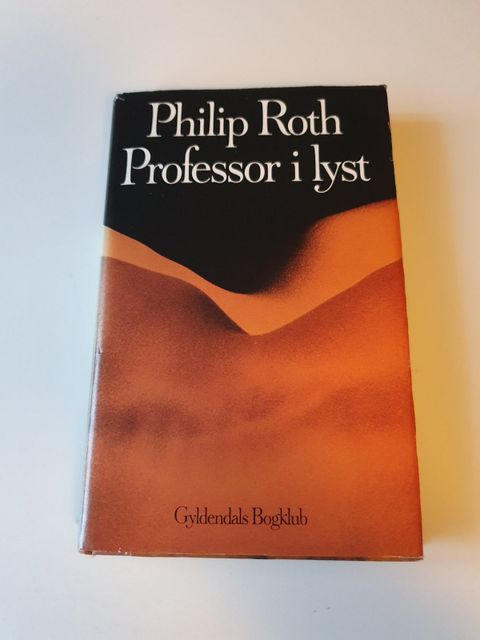 Philip Roth
Professor i lyst
Gyldendals Bogklub